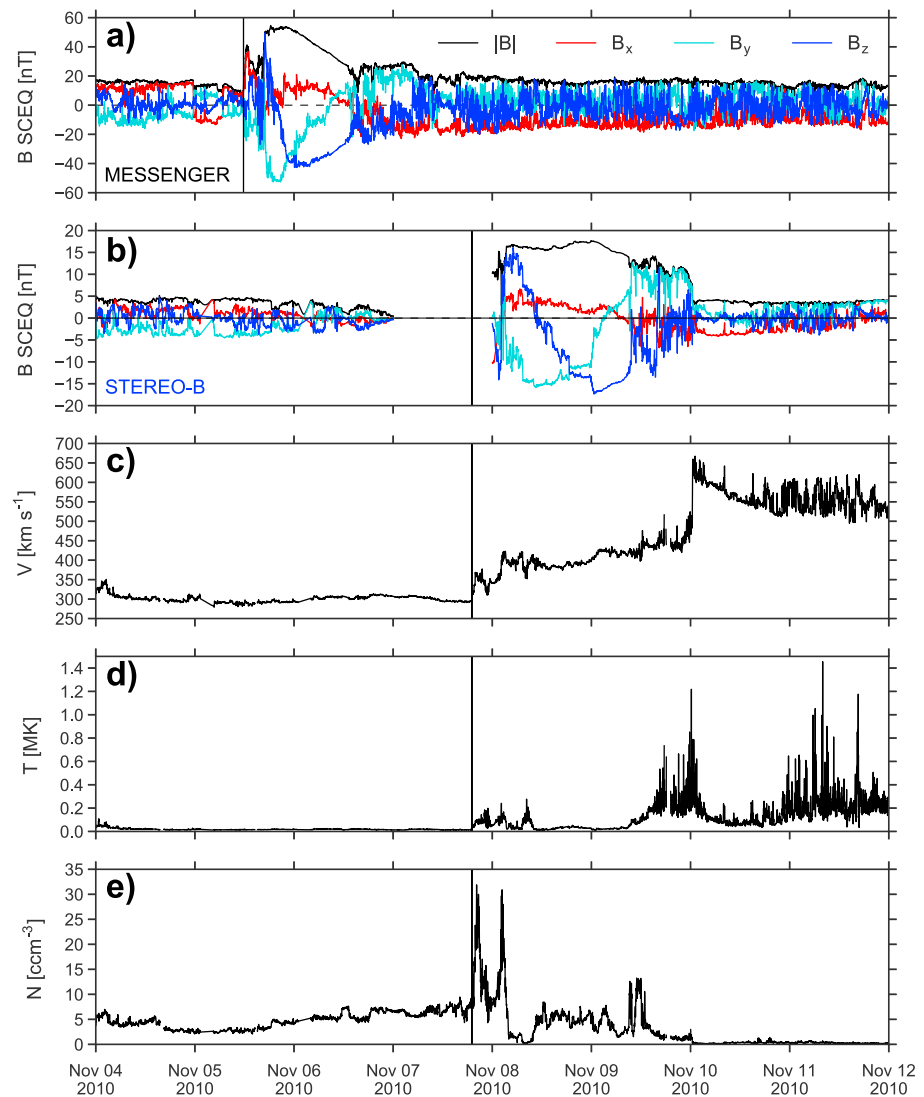 a)
|B|
Bx
By
Bz
B SCEQ [nT]
60
40
20
0
−20
−40
−60
MESSENGER
b)
B SCEQ [nT]
20
15
10
5
0
−5
−10
−15
−20
STEREO-B
c)
V [km s-1]
700
650
600
550
500
450
400
350
300
250
d)
T [MK]
1.4
1.2
1.0
0.8
0.6
0.4
0.2
0.0
e)
N [ccm-3]
35
30
25
20
15
10
5
0
Nov 04 Nov 05 Nov 06 Nov 07 Nov 08 Nov 09 Nov 10 Nov 11 Nov 12
2010 2010 2010 2010 2010 2010 2010 2010 2010